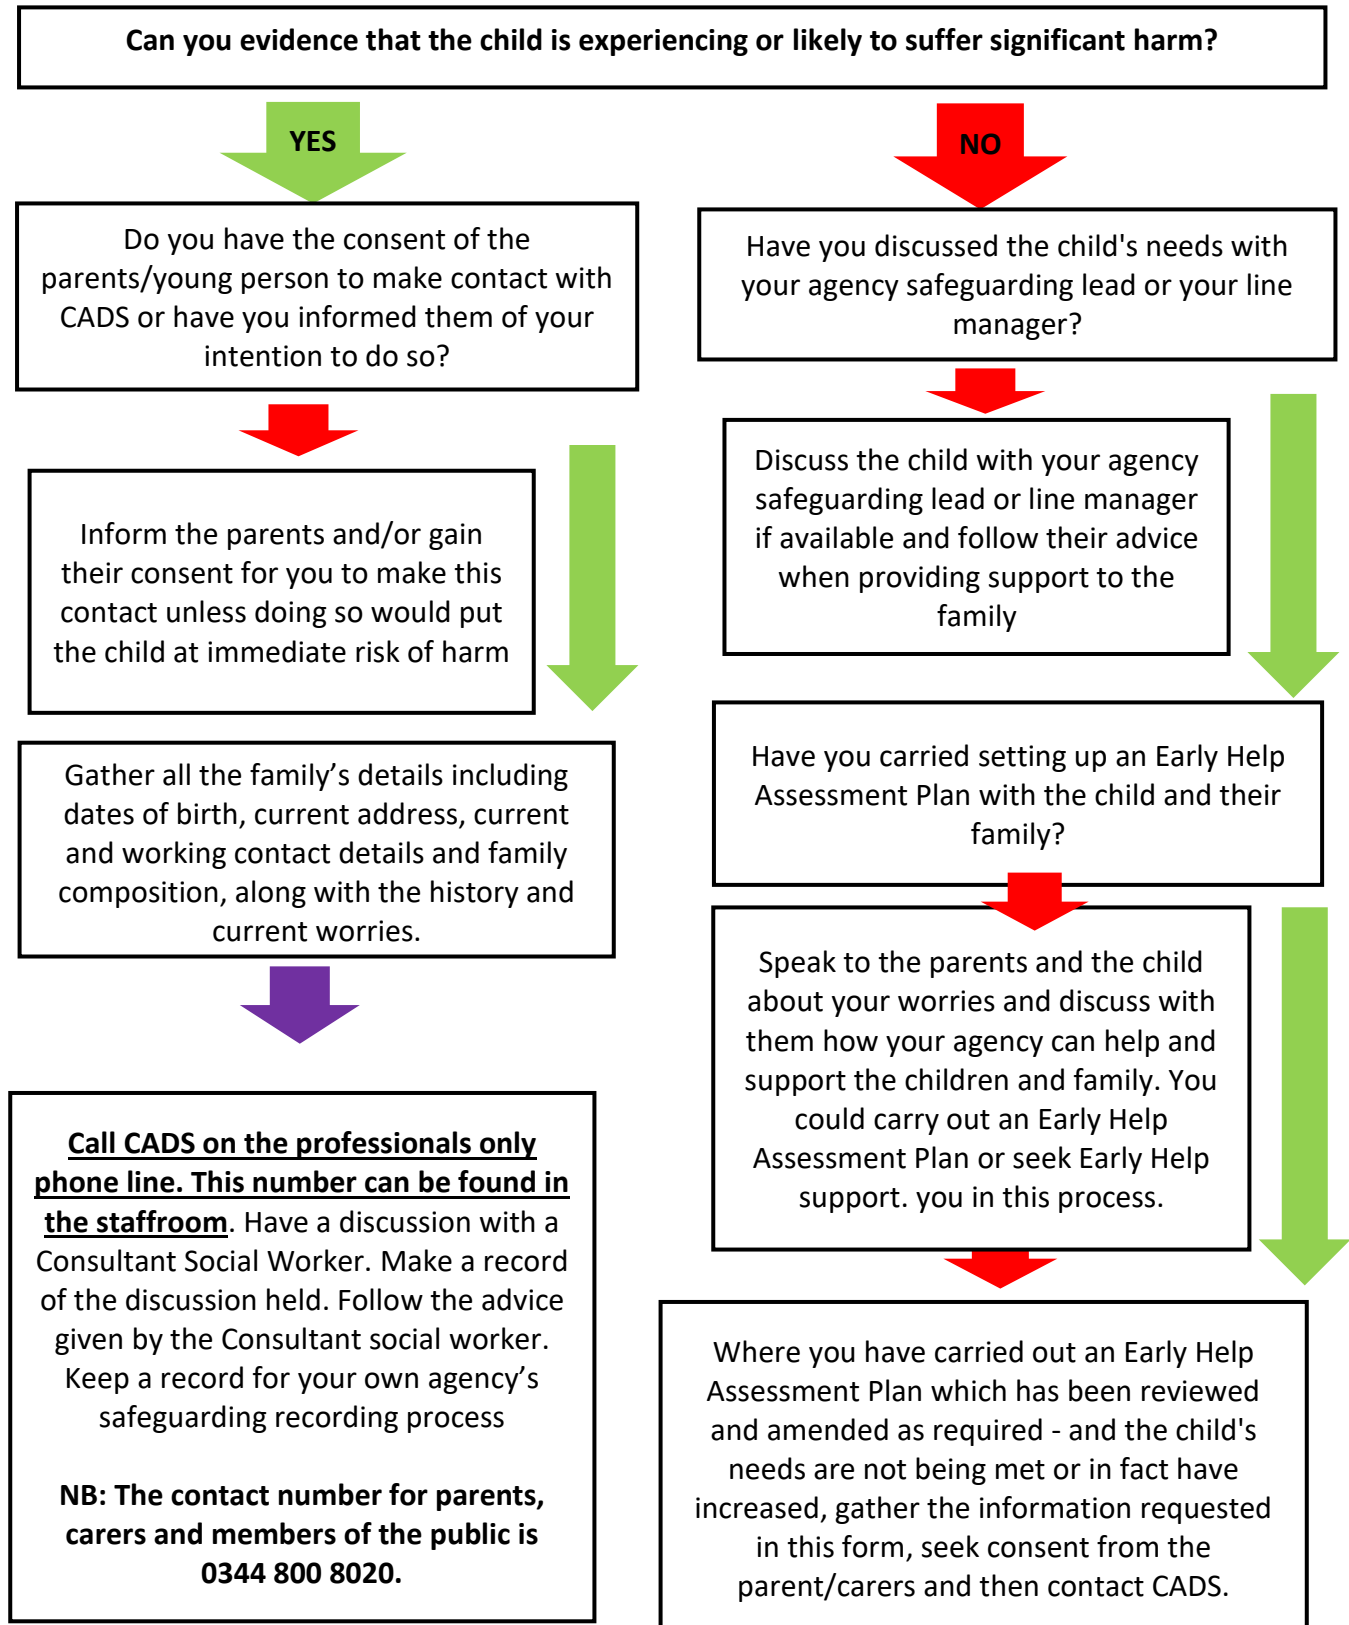 Can you evidence that the child is experiencing or likely to suffer significant harm?
YES
NO
Do you have the consent of the
parents/young person to make contact with
CADS or have you informed them of your
intention to do so?
Inform the parents and/or gain
their consent for you to make this
contact unless doing so would put
the child at immediate risk of harm
Gather all the family’s details including
dates of birth, current address, current
and working contact details and family
composition, along with the history and
current worries.
Call CADS on the professionals only
phone line. This number can be found in
the staffroom. Have a discussion with a
Consultant Social Worker. Make a record
of the discussion held. Follow the advice
given by the Consultant social worker.
Keep a record for your own agency’s
safeguarding recording process
NB: The contact number for parents,
carers and members of the public is
0344 800 8020.
Have you discussed the child's needs with
your agency safeguarding lead or your line
manager?
Discuss the child with your agency
safeguarding lead or line manager
if available and follow their advice
when providing support to the
family
Have you carried setting up an Early Help
Assessment Plan with the child and their
family?
Speak to the parents and the child
about your worries and discuss with
them how your agency can help and
support the children and family. You
could carry out an Early Help
Assessment Plan or seek Early Help
support. you in this process.
Where you have carried out an Early Help
Assessment Plan which has been reviewed
and amended as required - and the child's
needs are not being met or in fact have
increased, gather the information requested
in this form, seek consent from the
parent/carers and then contact CADS.